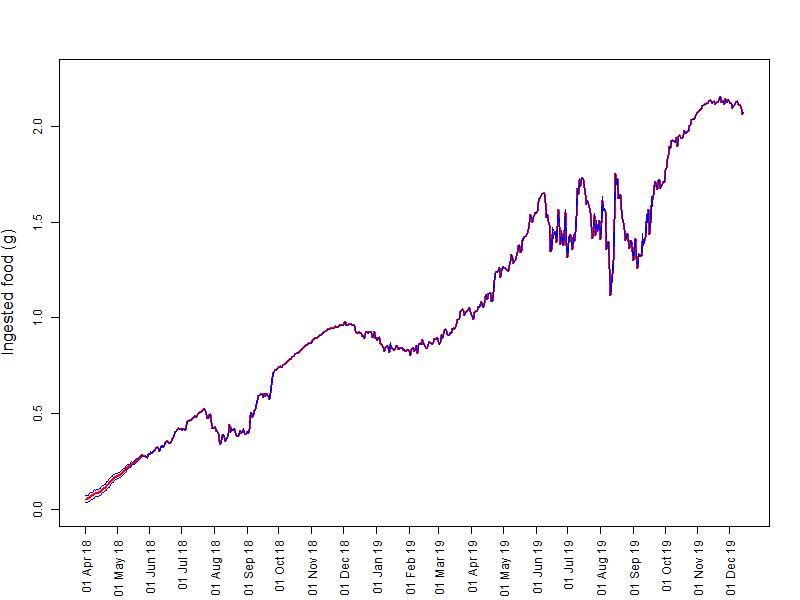 Ingested food (g)
2.0
1.5
1.0
0.5
0.0
01 Apr 18
01 May 18
01 Jun 18
01 Jul 18
01 Aug 18
01 Sep 18
01 Oct 18
01 Nov 18
01 Dec 18
01 Jan 19
01 Feb 19
01 Mar 19
01 Apr 19
01 May 19
01 Jun 19
01 Jul 19
01 Aug 19
01 Sep 19
01 Oct 19
01 Nov 19
01 Dec 19